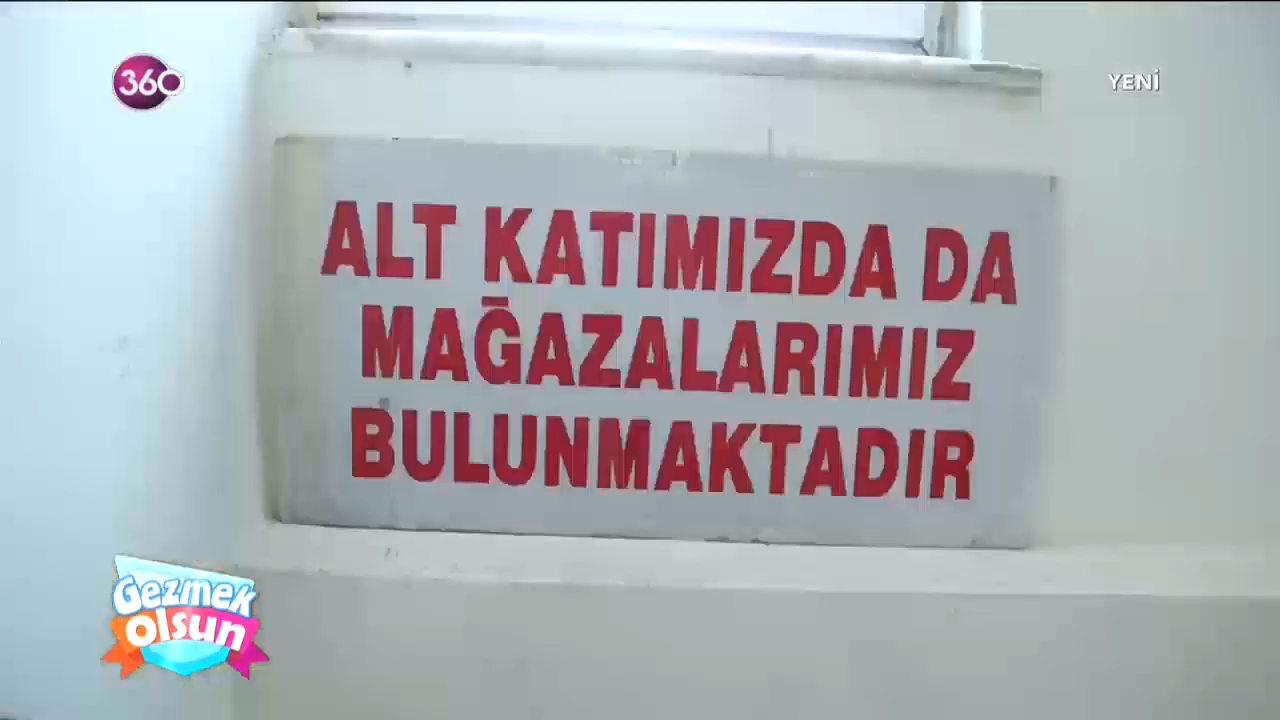 360
YENİ
ALT KATIMIZDA DA
MAĞAZALARIMIZ
BULUNMAKTADIR
Gezmek
olsun